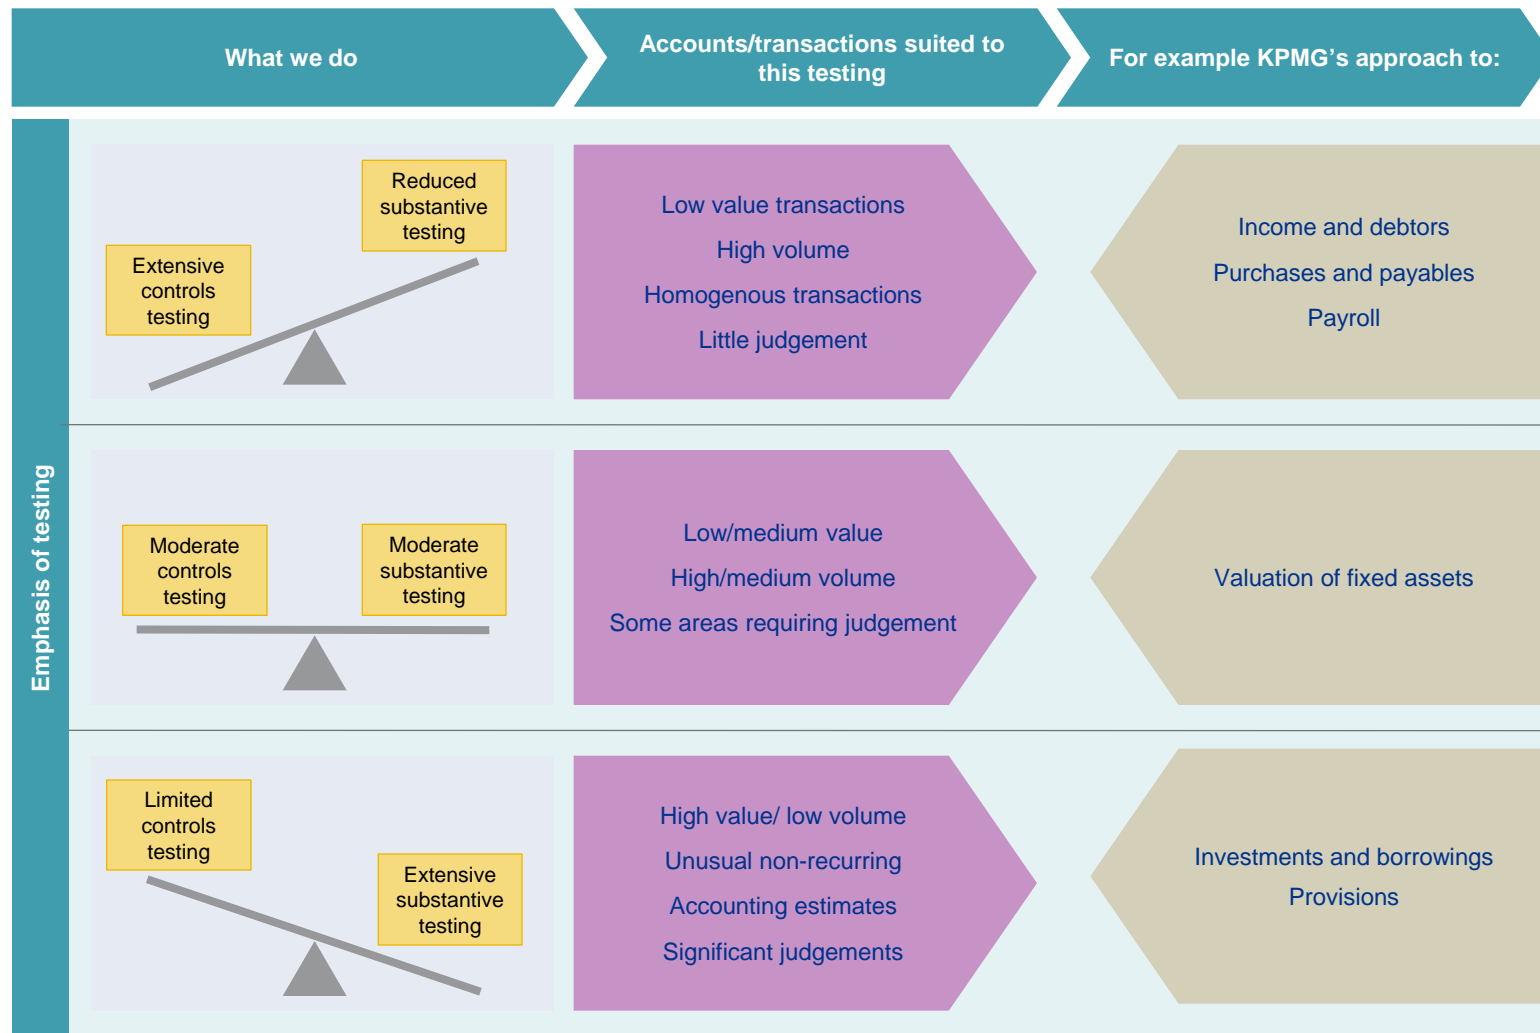 What we do
Accounts/transactions suited to
this testing
For example KPMG's approach to:
Emphasis of testing
Extensive
controls
testing
Reduced
substantive
testing
Low value transactions
High volume
Homogenous transactions
Little judgement
Income and debtors
Purchases and payables
Payroll
Moderate
controls
testing
Moderate
substantive
testing
Low/medium value
High/medium volume
Some areas requiring judgement
Valuation of fixed assets
Limited
controls
testing
Extensive
substantive
testing
High value/ low volume
Unusual non-recurring
Accounting estimates
Significant judgements
Investments and borrowings
Provisions